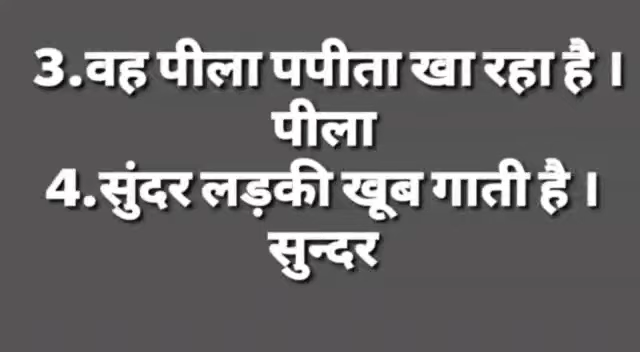 3.वह पीला पपीता खा रहा है ।
पीला
4.सुंदर लड़की खूब गाती है ।
सुन्दर